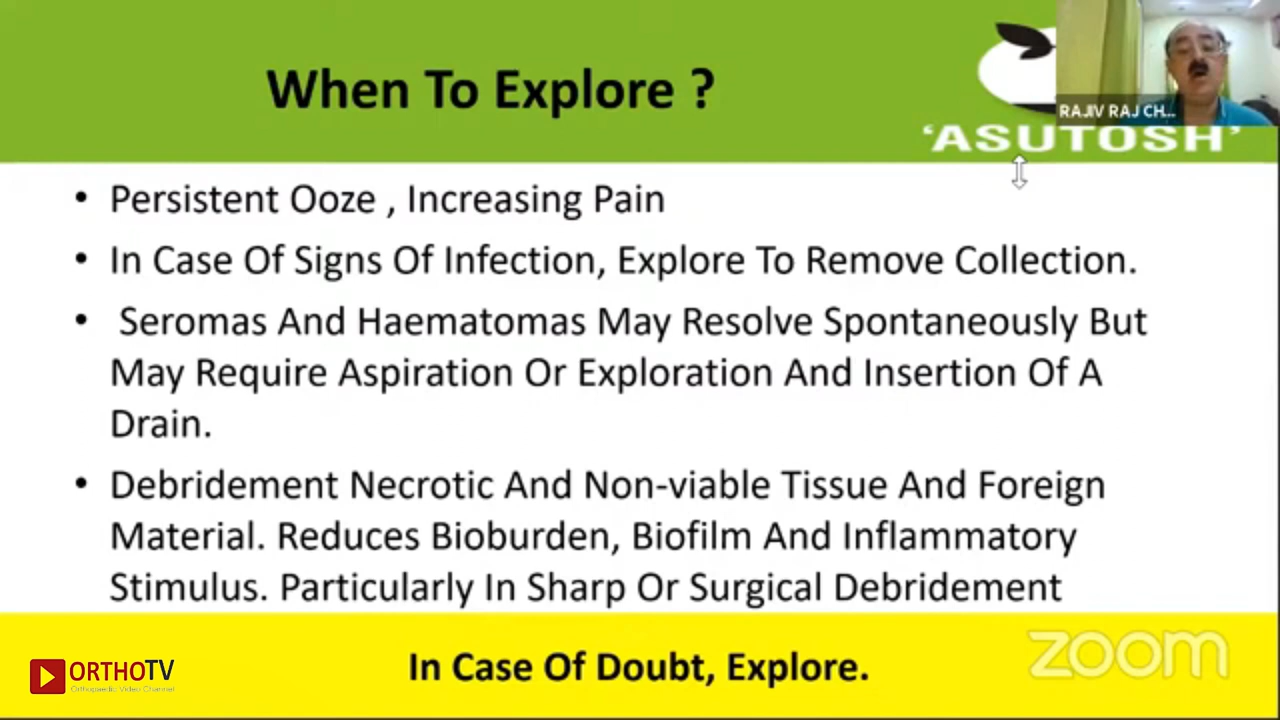 When To Explore ?
RAJIV RAJ CH...
'ASUTOSH'
• Persistent Ooze , Increasing Pain
• In Case Of Signs Of Infection, Explore To Remove Collection.
• Seromas And Haematomas May Resolve Spontaneously But
May Require Aspiration Or Exploration And Insertion Of A
Drain.
• Debridement Necrotic And Non-viable Tissue And Foreign
Material. Reduces Bioburden, Biofilm And Inflammatory
Stimulus. Particularly In Sharp Or Surgical Debridement
In Case Of Doubt, Explore.
ORTHOTV
Orthopaedic Video Channel
zoom